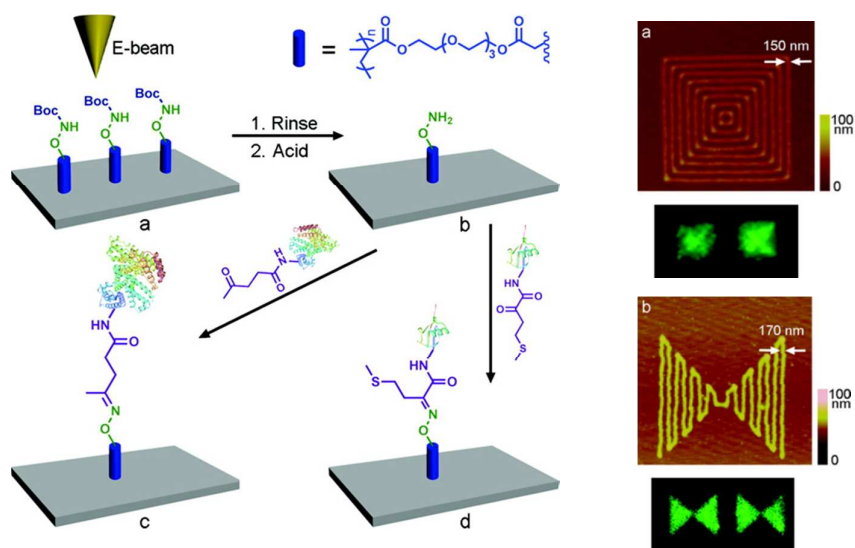 E-beam
=
n
O
O
O
3
O
O
Boc
NH
O
Boc
NH
O
Boc
NH
O
1. Rinse
2. Acid
NH2
O
a
b
O
H
N
O
HN
O
O
S
HN
O
N
O
S
HN
O
N
O
c
d
a
150 nm
100
nm
0
b
170 nm
100
nm
0